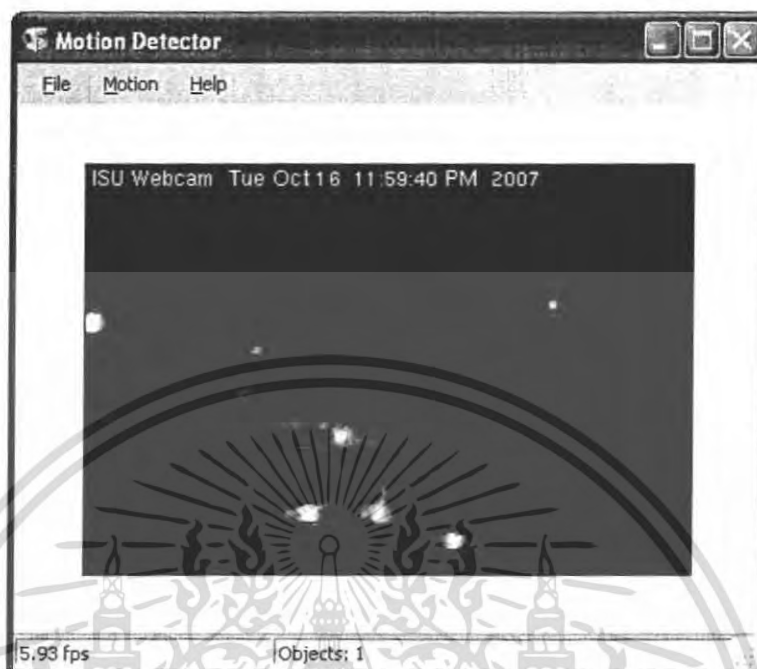 Motion Detector
File Motion Help
ISU Webcam Tue Oct 16 11:59:40 PM 2007
5.93 fps Objects: 1